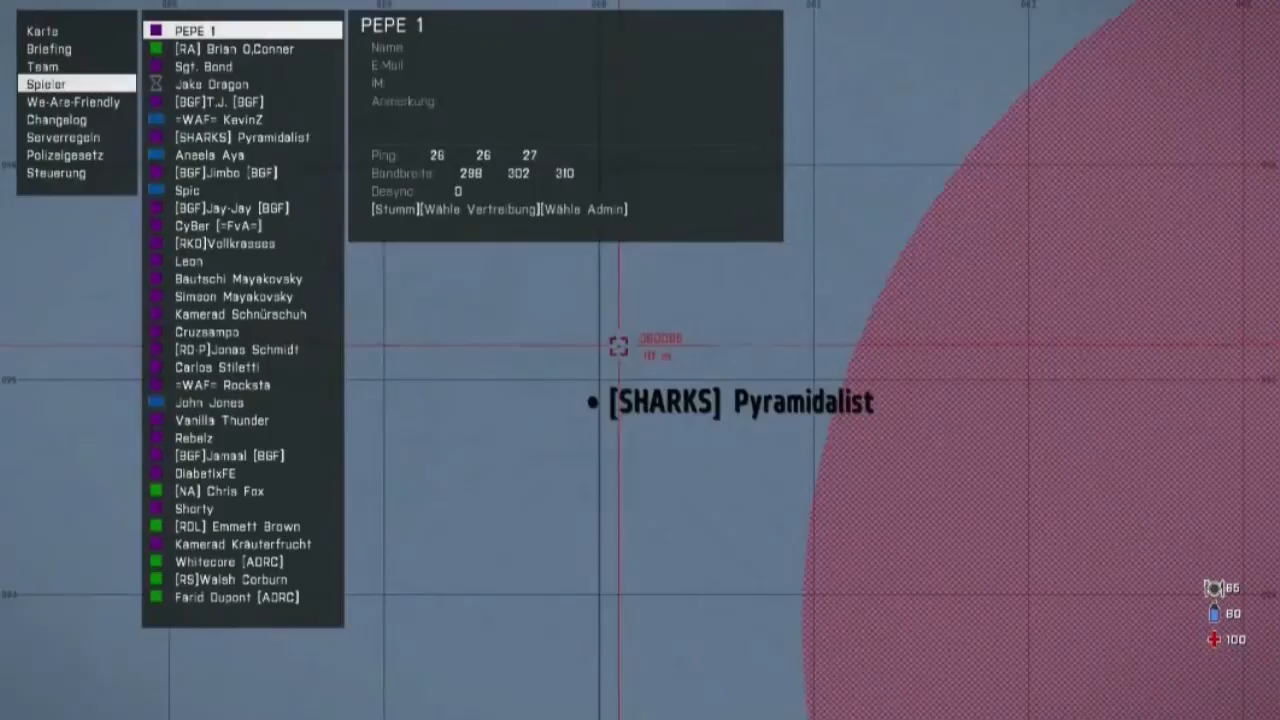 Karte
Briefing
Team
Spieler
We-Are-Friendly
Changelog
Serverregeln
Polizeigesetz
Steuerung
PEPE 1
[RA] Brian O,Conner
Sgt. Bond
Jake Dragon
[BGF]T.J. [BGF]
=WAF= KevinZ
[SHARKS] Pyramidalist
Angela Aya
[BGF]Jimbo [BGF]
Spic
[BGF]Jay-Jay [BGF]
CyBer [=FvA=]
[RKO]Vollkrasses
Leon
Bautschi Mayakovsky
Simson Mayakovsky
Kamerad Schnürschuh
Cruzsampo
[RO-P]Jonas Schmidt
Carlos Stiletti
=WAF= Rocksta
John Jones
Vanilla Thunder
Rebelz
[BGF]Jamaal [BGF]
DiabetixFE
[NA] Chris Fox
Shorty
[RDL] Emmett Brown
Kamerad Kräuterfrucht
Whitecore [AORC]
[RS]Walsh Corburn
Farid Dupont [AORC]
PEPE 1
Name
E-Mail
iM:
Anmerkung:
Ping: 26 26 27
Bandbreite: 298 302 310
Desync: 0
[Stumm][Wähle Vertreibung][Wähle Admin]
[SHARKS] Pyramidalist
85
80
100